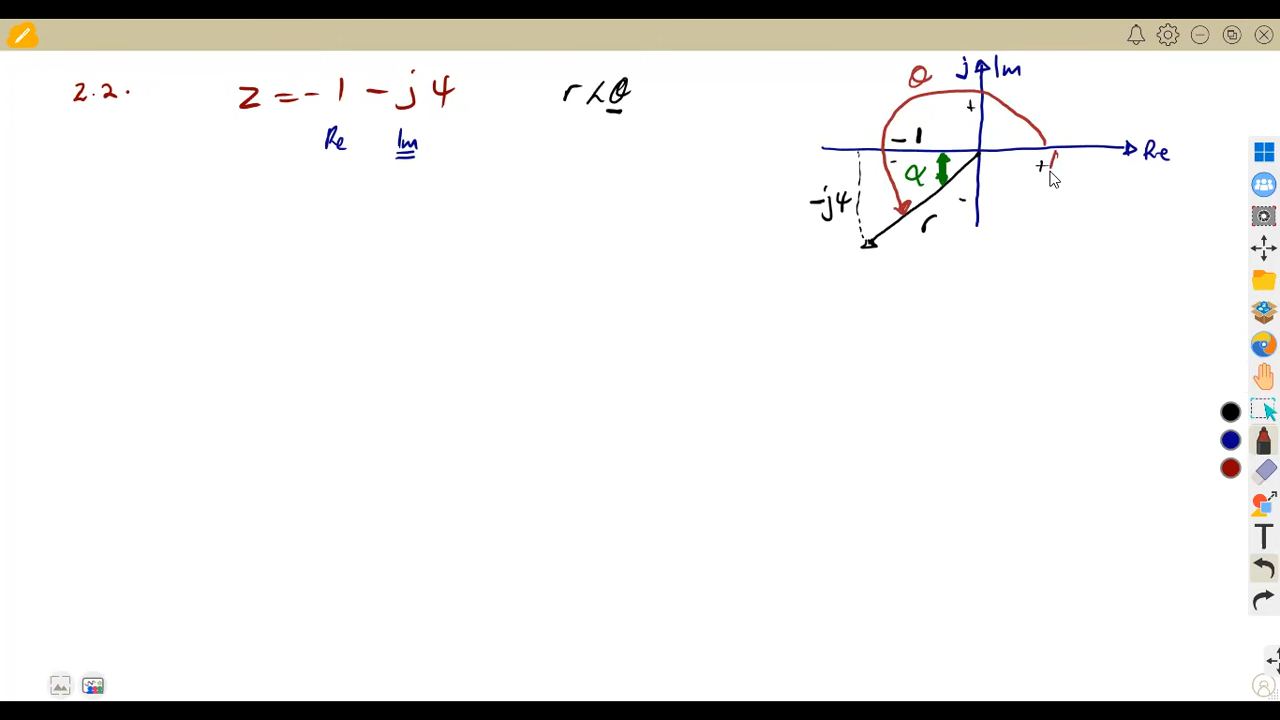 2.2. z = -1 - j4 r<θ
Re Im
j Im
θ
+
-1
Re
-
+
α
-j4
-
r
T